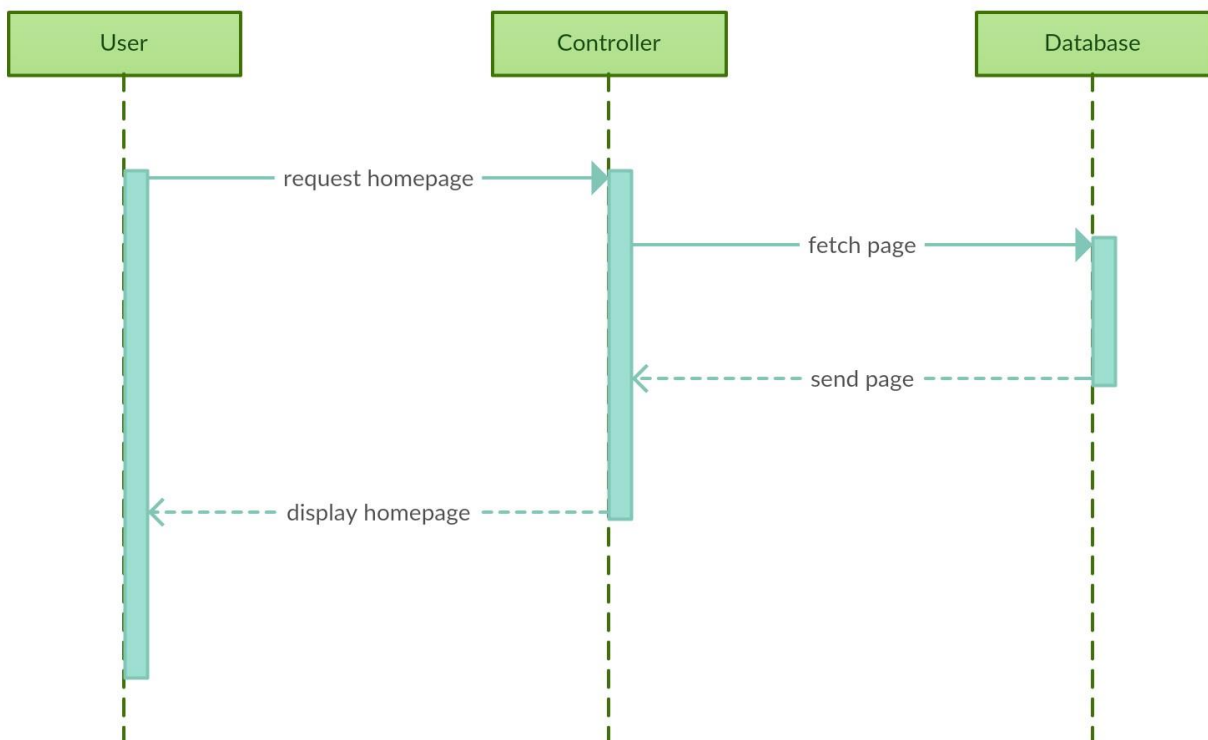 User
Controller
Database
request homepage
fetch page
send page
display homepage